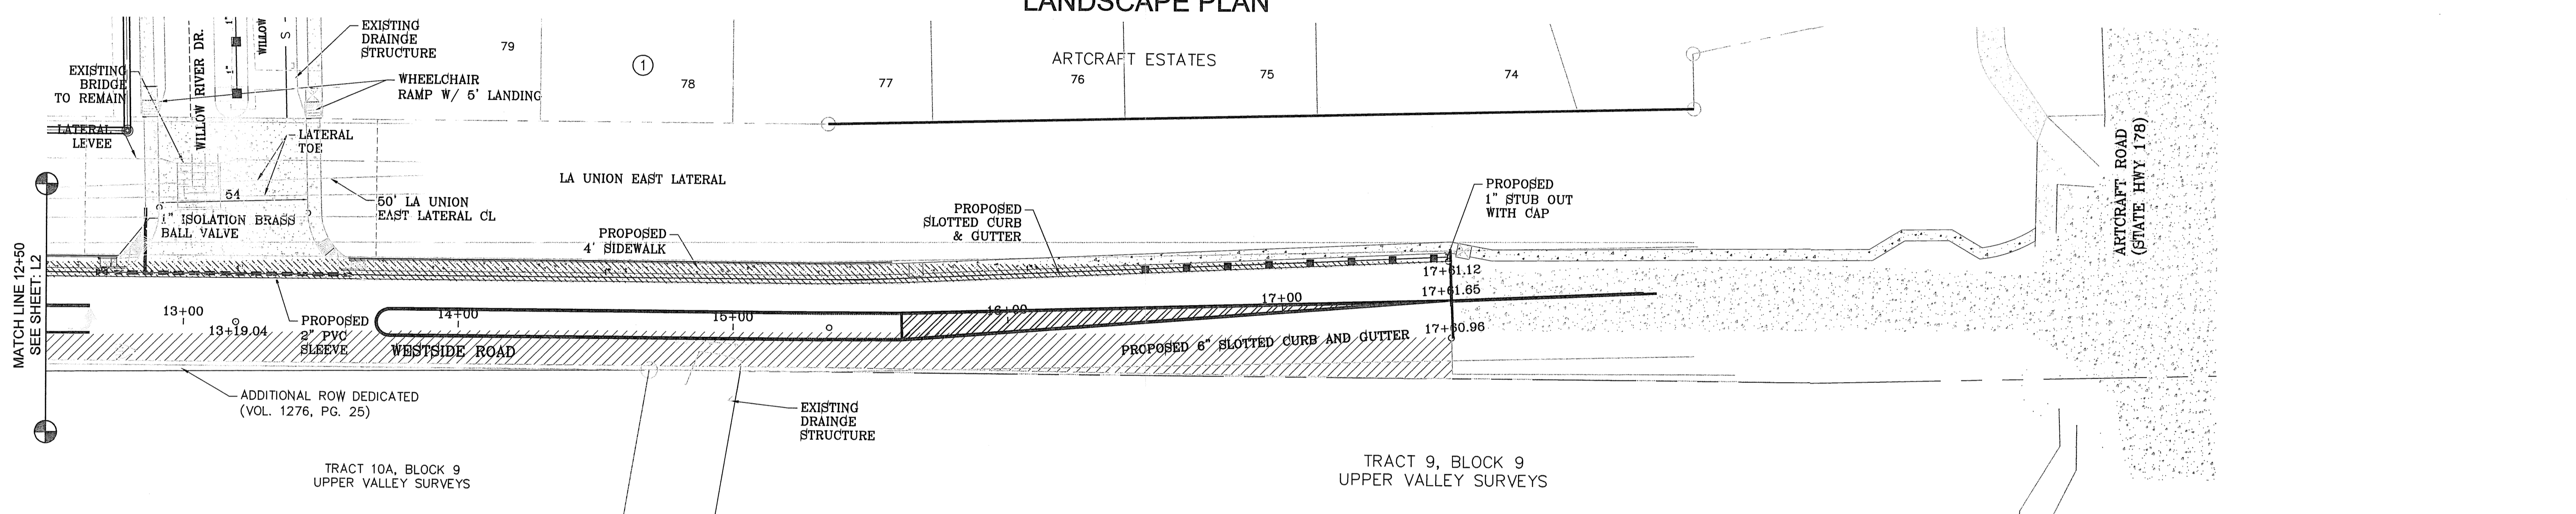 LANDSCAPE PLAN
EXISTING
DRAINGE
STRUCTURE
79
1
78
77
ARTCRAFT ESTATES
76
75
74
EXISTING
BRIDGE
TO REMAIN
WILLOW RIVER DR.
1"
1"
WILLOW
S
WHEELCHAIR
RAMP W/ 5' LANDING
LATERAL
LEVEE
LATERAL
TOE
LA UNION EAST LATERAL
54
50' LA UNION
EAST LATERAL CL
1" ISOLATION BRASS
BALL VALVE
PROPOSED
4' SIDEWALK
PROPOSED
SLOTTED CURB
& GUTTER
PROPOSED
1" STUB OUT
WITH CAP
ARTCRAFT ROAD
(STATE HWY 178)
MATCH LINE 12+50
SEE SHEET: L2
13+00
13+19.04
PROPOSED
2" PVC
SLEEVE
14+00
15+00
16+00
17+00
17+61.12
17+61.65
17+60.96
WESTSIDE ROAD
PROPOSED 6" SLOTTED CURB AND GUTTER
ADDITIONAL ROW DEDICATED
(VOL. 1276, PG. 25)
EXISTING
DRAINGE
STRUCTURE
TRACT 10A, BLOCK 9
UPPER VALLEY SURVEYS
TRACT 9, BLOCK 9
UPPER VALLEY SURVEYS